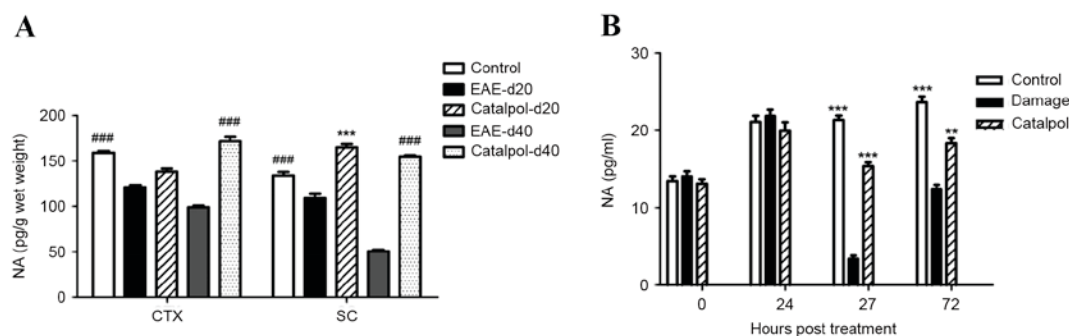 A
NA (pg/g wet weight)
200
150
100
50
0
###
###
###
***
###
CTX
SC
Control
EAE-d20
Catalpol-d20
EAE-d40
Catalpol-d40
B
NA (pg/ml)
30
20
10
0
***
***
***
**
0
24
27
72
Hours post treatment
Control
Damage
Catalpol